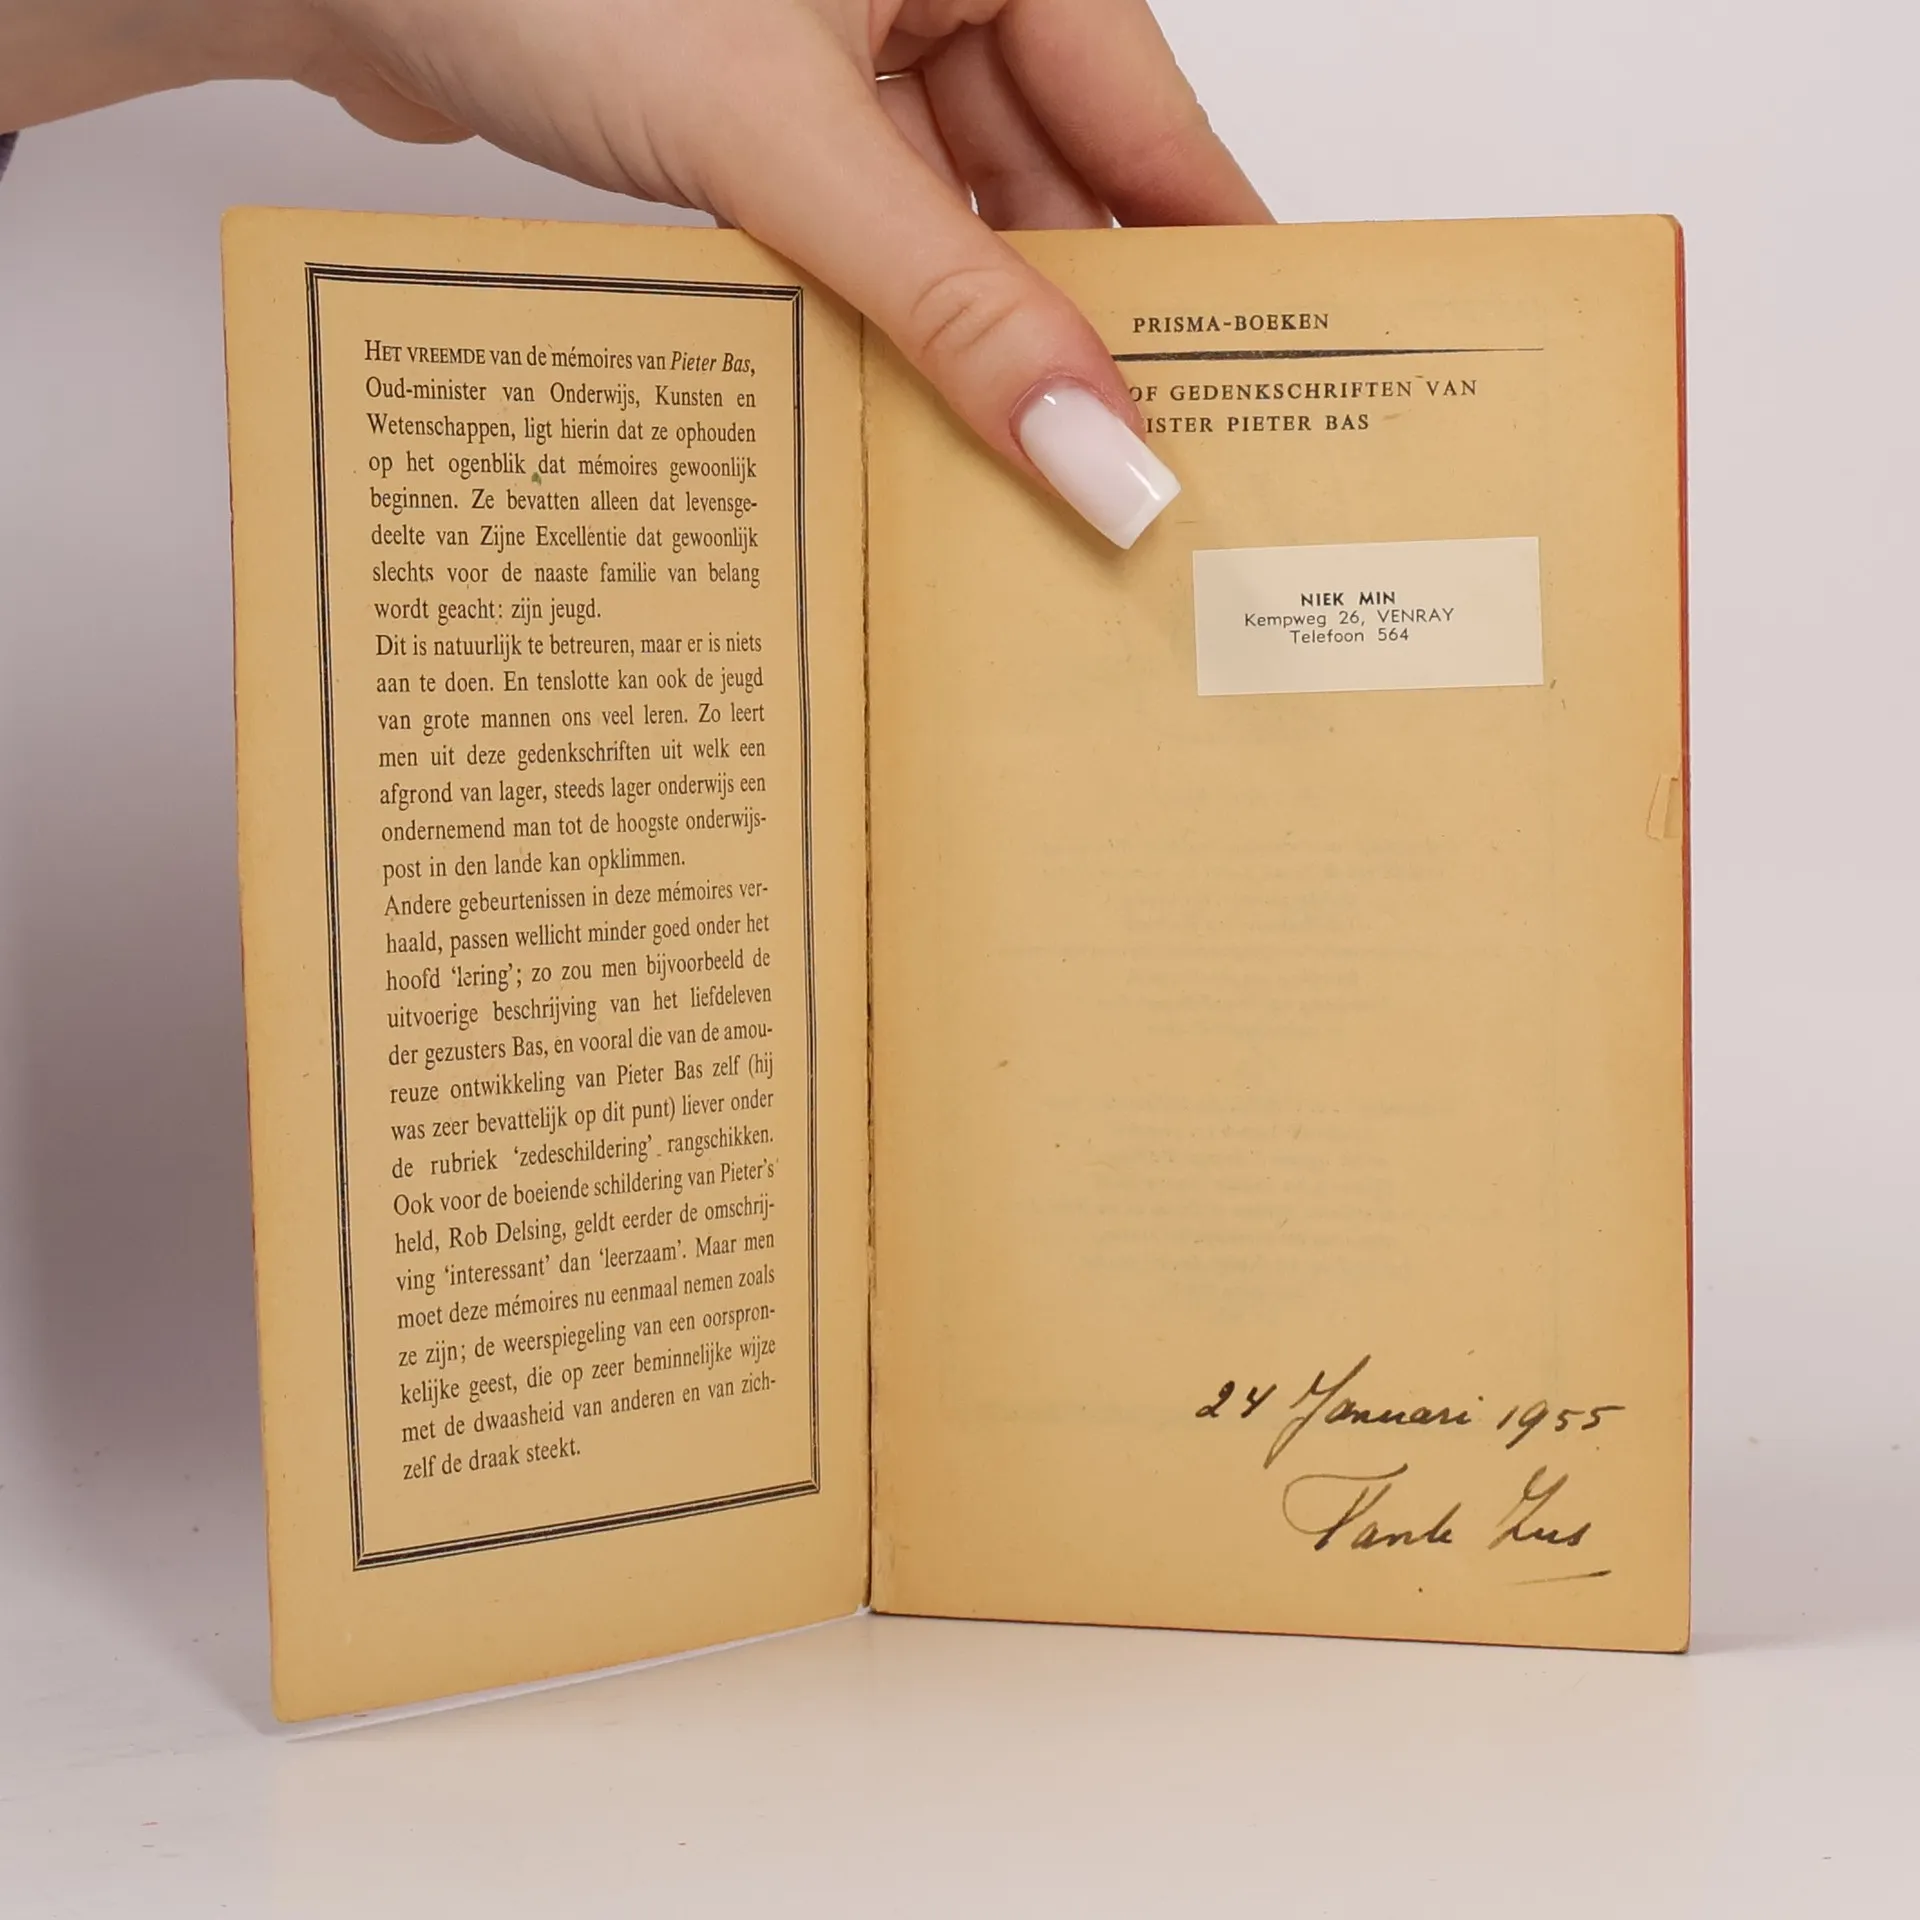 HET VREEMDE van de mémoires van Pieter Bas,
Oud-minister van Onderwijs, Kunsten en
Wetenschappen, ligt hierin dat ze ophouden
op het ogenblik dat mémoires gewoonlijk
beginnen. Ze bevatten alleen dat levensge-
deelte van Zijne Excellentie dat gewoonlijk
slechts voor de naaste familie van belang
wordt geacht: zijn jeugd.
Dit is natuurlijk te betreuren, maar er is niets
aan te doen. En tenslotte kan ook de jeugd
van grote mannen ons veel leren. Zo leert
men uit deze gedenkschriften uit welk een
afgrond van lager, steeds lager onderwijs een
ondernemend man tot de hoogste onderwijs-
post in den lande kan opklimmen.
Andere gebeurtenissen in deze mémoires ver-
haald, passen wellicht minder goed onder het
hoofd ‘lering’; zo zou men bijvoorbeeld de
uitvoerige beschrijving van het liefdeleven
der gezusters Bas, en vooral die van de amou-
reuze ontwikkeling van Pieter Bas zelf (hij
was zeer bevattelijk op dit punt) liever onder
de rubriek ‘zedeschildering’ rangschikken.
Ook voor de boeiende schildering van Pieter's
held, Rob Delsing, geldt eerder de omschrij-
ving ‘interessant’ dan ‘leerzaam’. Maar men
moet deze mémoires nu eenmaal nemen zoals
ze zijn; de weerspiegeling van een oorspron-
kelijke geest, die op zeer beminnelijke wijze
met de dwaasheid van anderen en van zich-
zelf de draak steekt.
PRISMA-BOEKEN
OF GEDENKSCHRIFTEN VAN
ISTER PIETER BAS
NIEK MIN
Kempweg 26, VENRAY
Telefoon 564
24 Januari 1955
Tante Zus